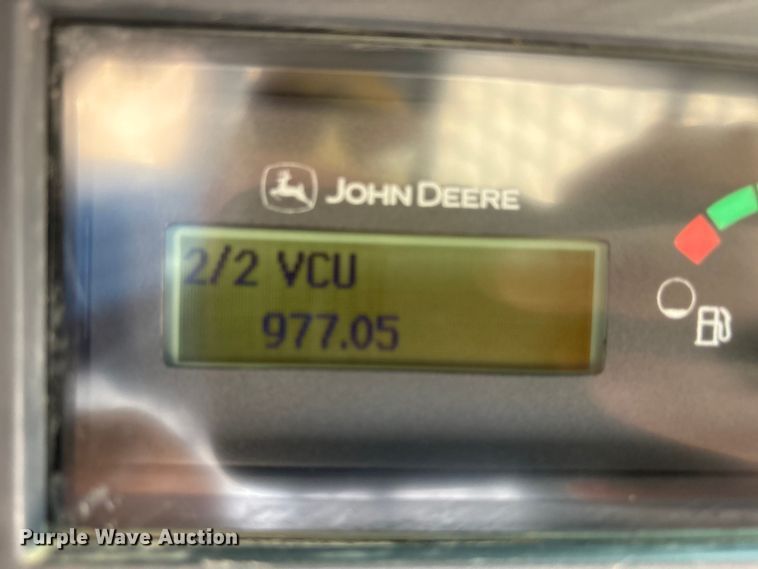 JOHN DEERE
2/2 VCU
977.05
Purple Wave Auction